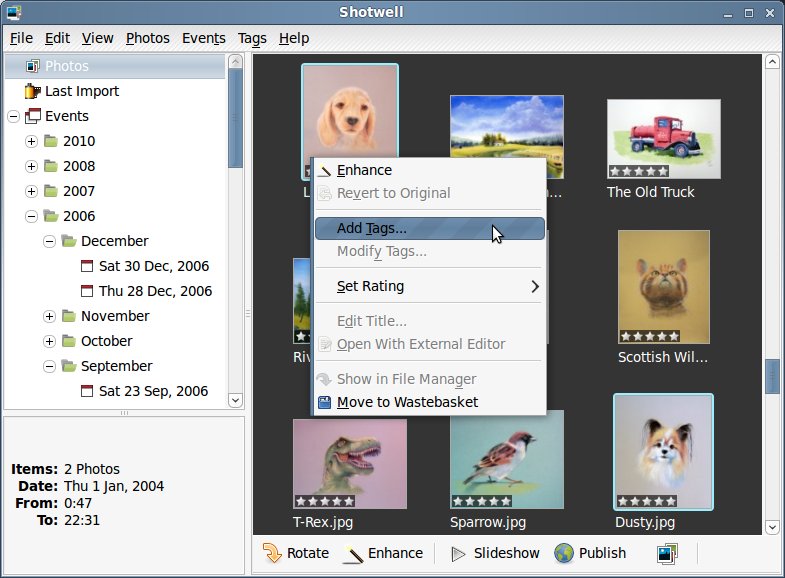 Shotwell
File Edit View Photos Events Tags Help
Photos
Last Import
Events
2010
2008
2007
2006
December
Sat 30 Dec, 2006
Thu 28 Dec, 2006
November
October
September
Sat 23 Sep, 2006
Items: 2 Photos
Date: Thu 1 Jan, 2004
From: 0:47
To: 22:31
The Old Truck
Enhance
Revert to Original
Add Tags...
Modify Tags...
Set Rating
Edit Title...
Open With External Editor
Show in File Manager
Move to Wastebasket
Scottish Wil...
T-Rex.jpg
Sparrow.jpg
Dusty.jpg
Rotate Enhance Slideshow Publish